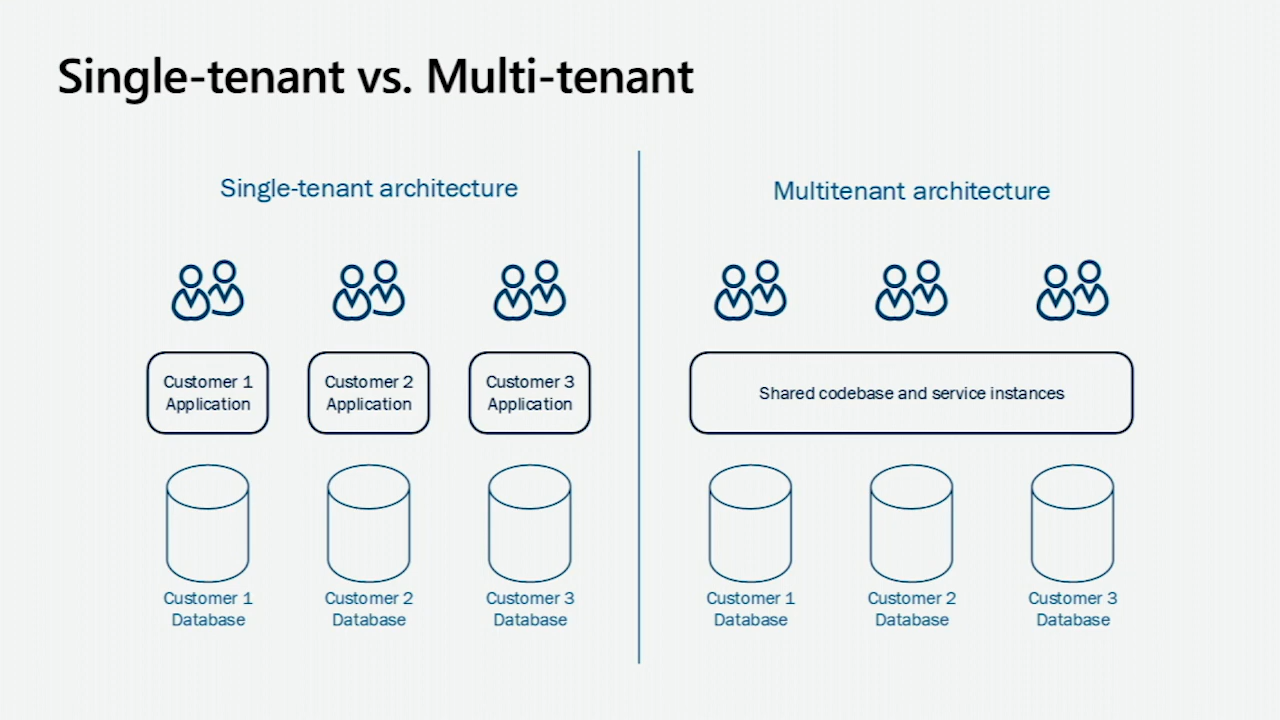 Single-tenant vs. Multi-tenant
Single-tenant architecture
Customer 1
Application
Customer 2
Application
Customer 3
Application
Customer 1
Database
Customer 2
Database
Customer 3
Database
Multitenant architecture
Shared codebase and service instances
Customer 1
Database
Customer 2
Database
Customer 3
Database